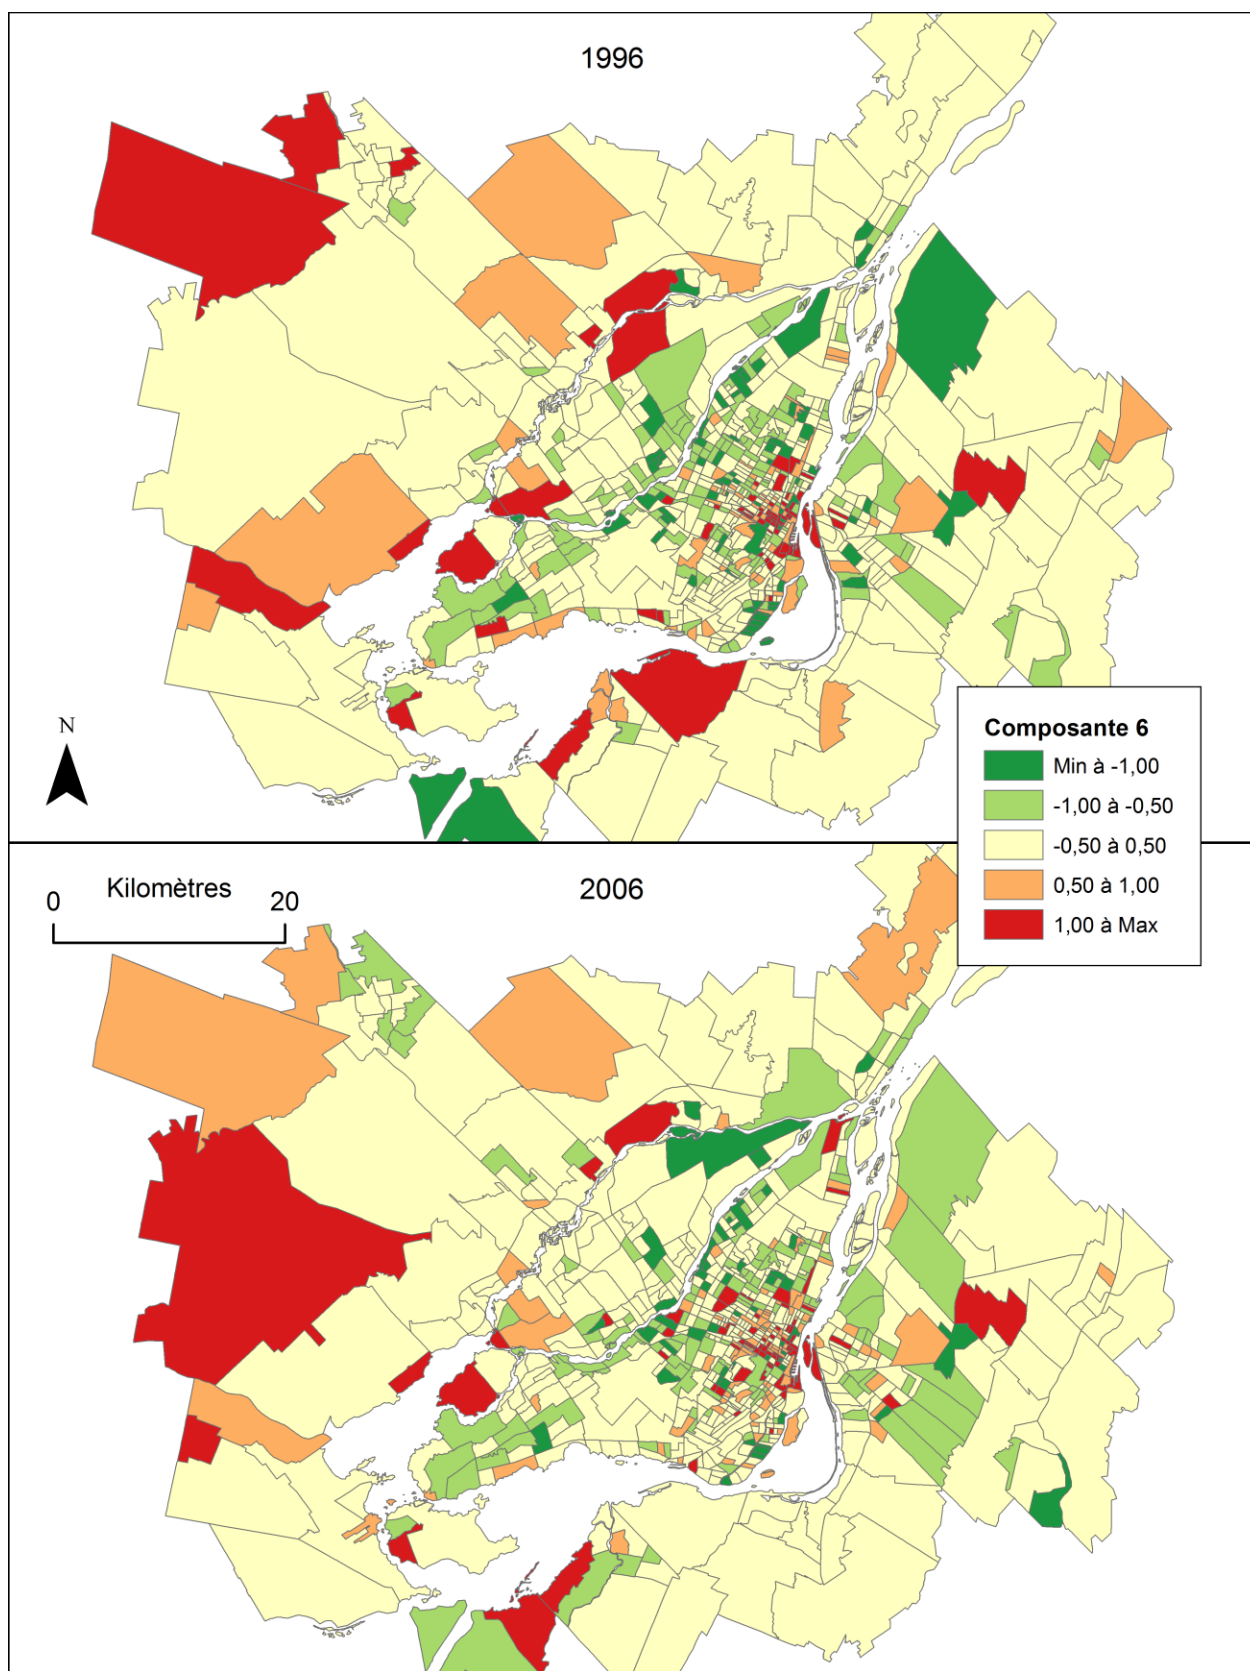 1996
N
Composante 6
Min à -1,00
-1,00 à -0,50
-0,50 à 0,50
0,50 à 1,00
1,00 à Max
Kilomètres
0 20
2006